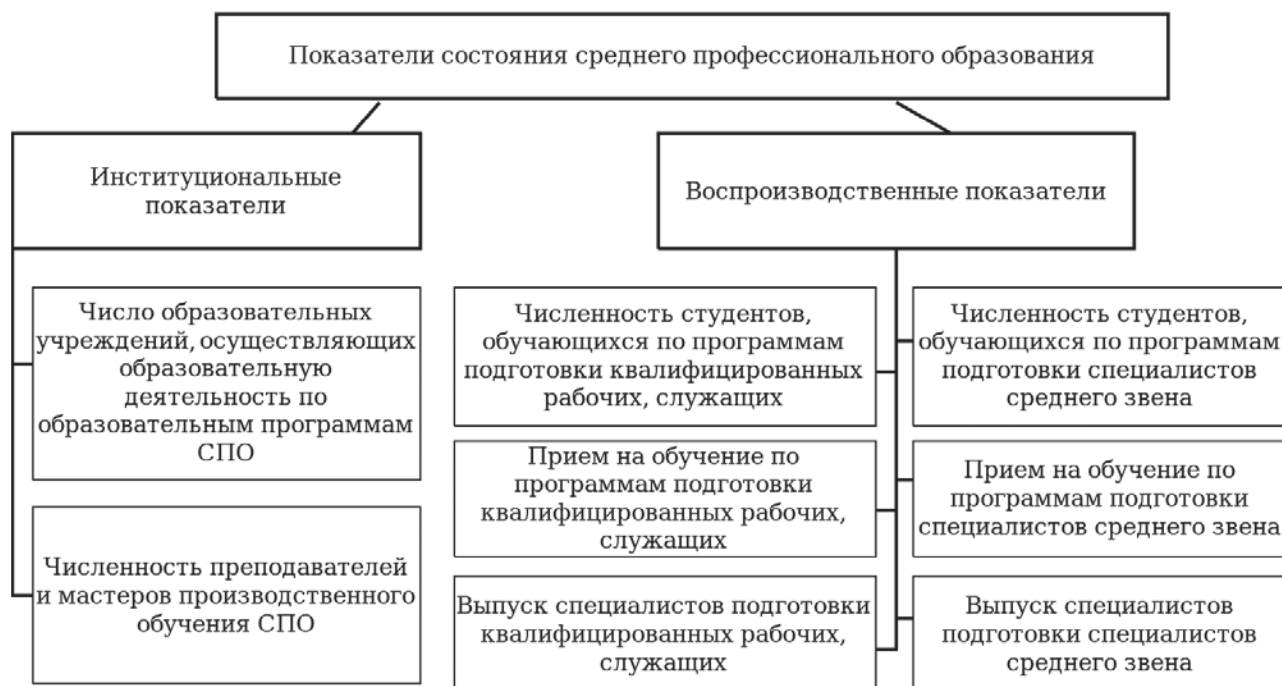 Показатели состояния среднего профессионального образования
Институциональные
показатели
Воспроизводственные показатели
Число образовательных
учреждений, осуществляющих
образовательную
деятельность по
образовательным программам
СПО
Численность преподавателей
и мастеров производственного
обучения СПО
Численность студентов,
обучающихся по программам
подготовки квалифицированных
рабочих, служащих
Прием на обучение по
программам подготовки
квалифицированных рабочих,
служащих
Выпуск специалистов подготовки
квалифицированных рабочих,
служащих
Численность студентов,
обучающихся по программам
подготовки специалистов
среднего звена
Прием на обучение по
программам подготовки
специалистов среднего звена
Выпуск специалистов
подготовки специалистов
среднего звена